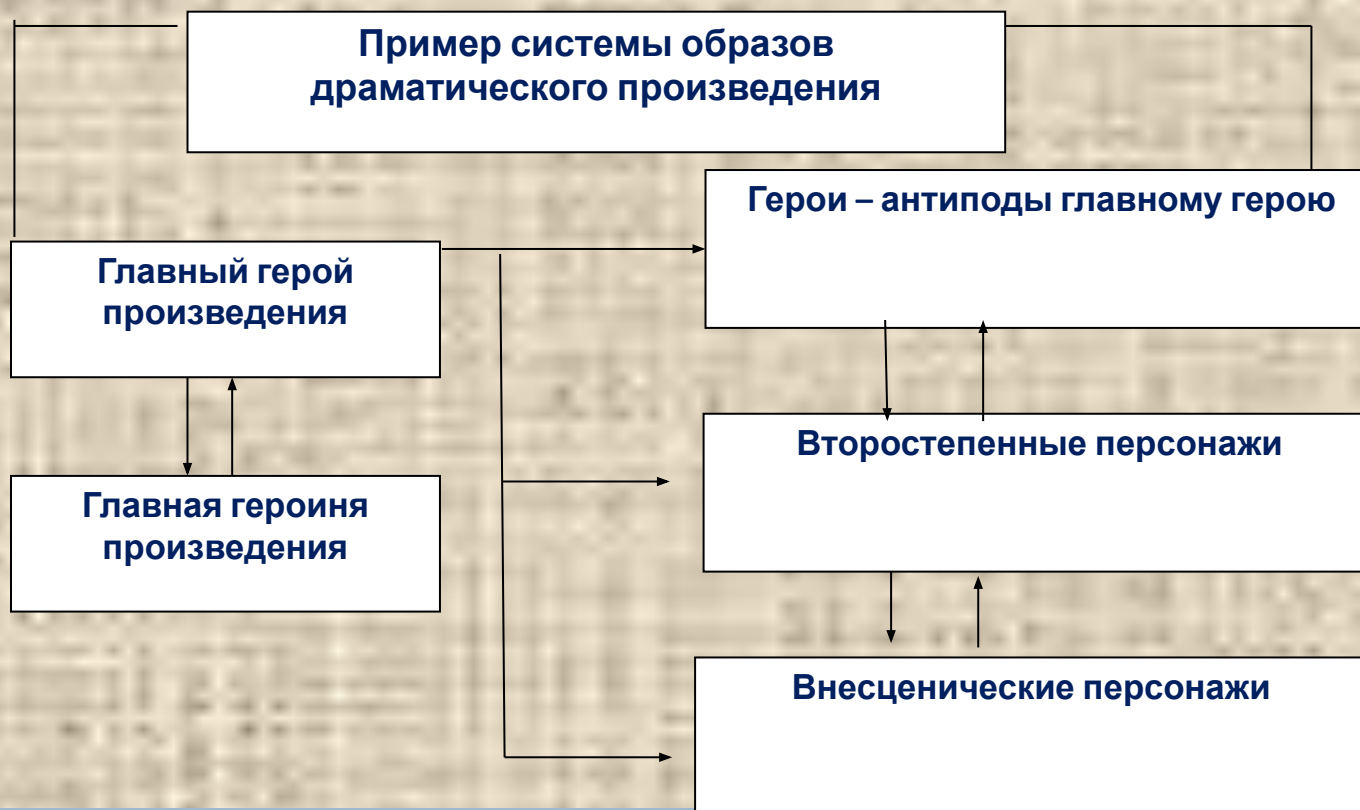 Пример системы образов
драматического произведения
Герои – антиподы главному герою
Главный герой
произведения
Второстепенные персонажи
Главная героиня
произведения
Внесценические персонажи